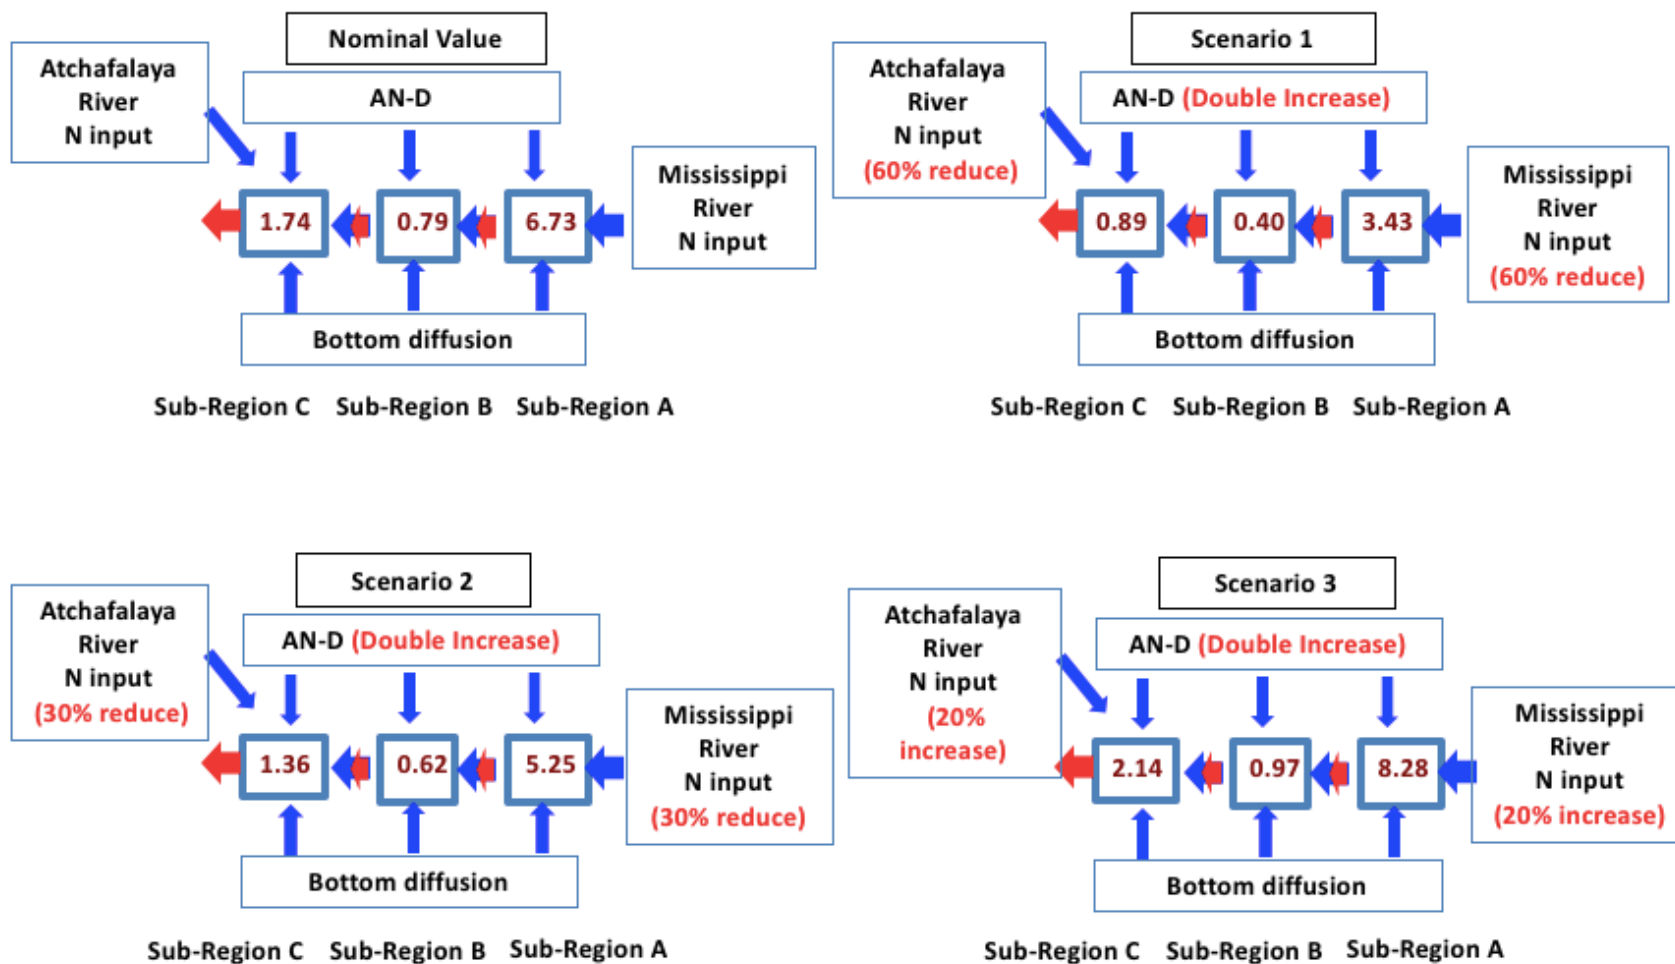 Nominal Value
Atchafalaya
River
N input
AN-D
Mississippi
River
N input
1.74
0.79
6.73
Bottom diffusion
Sub-Region C
Sub-Region B
Sub-Region A
Scenario 1
Atchafalaya
River
N input
(60% reduce)
AN-D (Double Increase)
Mississippi
River
N input
(60% reduce)
0.89
0.40
3.43
Bottom diffusion
Sub-Region C
Sub-Region B
Sub-Region A
Scenario 2
Atchafalaya
River
N input
(30% reduce)
AN-D (Double Increase)
Mississippi
River
N input
(30% reduce)
1.36
0.62
5.25
Bottom diffusion
Sub-Region C
Sub-Region B
Sub-Region A
Scenario 3
Atchafalaya
River
N input
(20%
increase)
AN-D (Double Increase)
Mississippi
River
N input
(20% increase)
2.14
0.97
8.28
Bottom diffusion
Sub-Region C
Sub-Region B
Sub-Region A